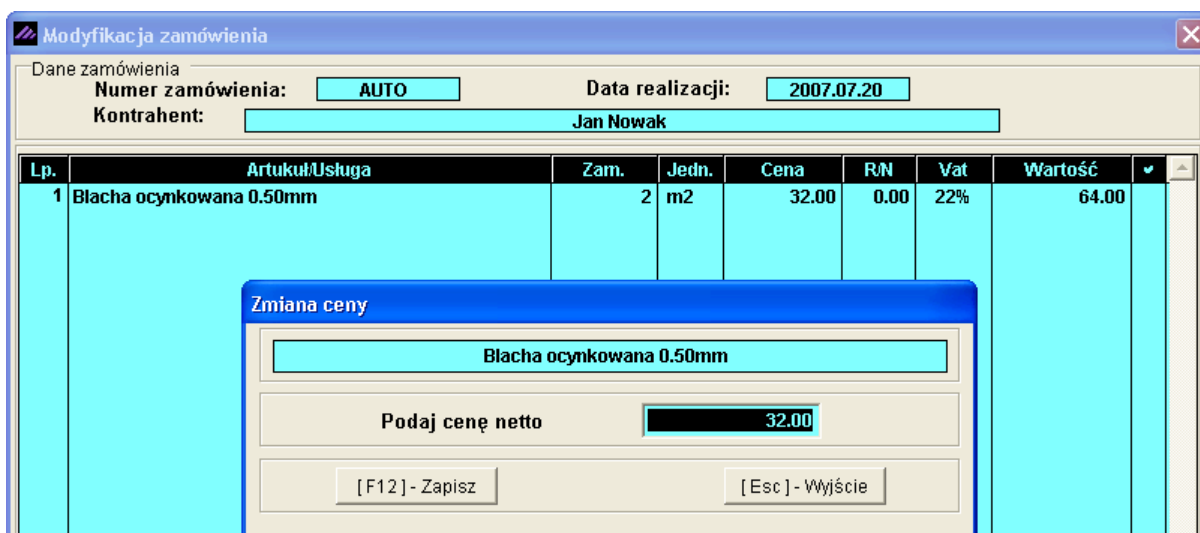 Modyfikacja zamówienia
Dane zamówienia
Numer zamówienia: AUTO Data realizacji: 2007.07.20
Kontrahent: Jan Nowak
Lp. Artukuł/Usługa Zam. Jedn. Cena R/N Vat Wartość ✔
1 Blacha ocynkowana 0.50mm 2 m2 32.00 0.00 22% 64.00
Zmiana ceny
Blacha ocynkowana 0.50mm
Podaj cenę netto 32.00
[ F12 ] - Zapisz [ Esc ] - Wyjście